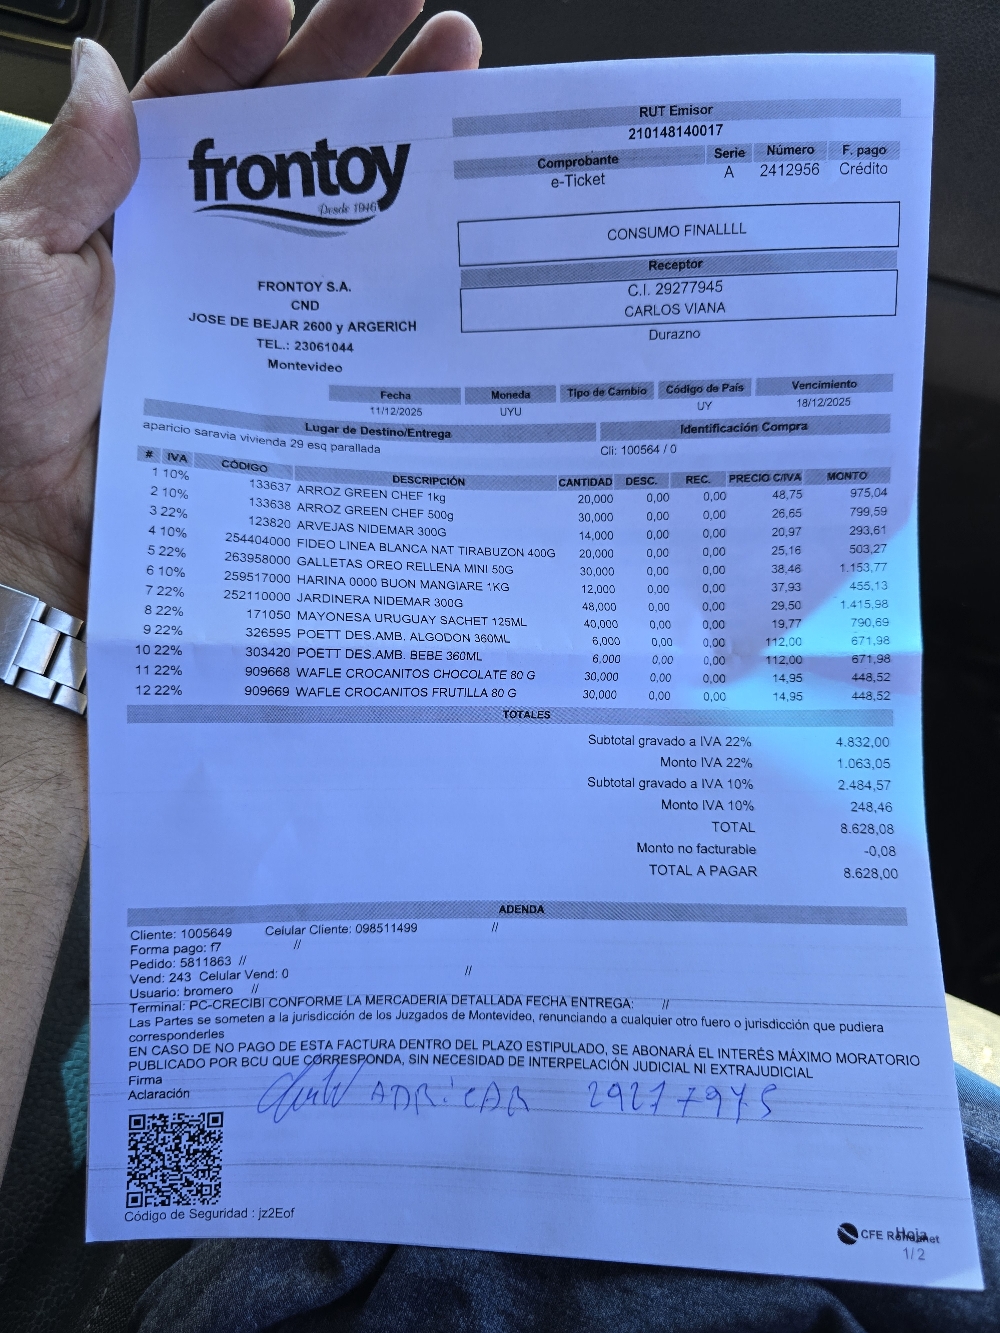 frontoy
Desde 1946
FRONTOY S.A.
CND
JOSE DE BEJAR 2600 y ARGERICH
TEL.: 23061044
Montevideo
RUT Emisor
210148140017
Comprobante Serie Número F. pago
e-Ticket A 2412956 Crédito
CONSUMO FINALLLL
Receptor
C.I. 29277945
CARLOS VIANA
Durazno
Fecha Moneda Tipo de Cambio Código de País Vencimiento
11/12/2025 UYU UY 18/12/2025
Lugar de Destino/Entrega Identificación Compra
aparicio saravia vivienda 29 esq parallada Cli: 100564 / 0
# IVA CÓDIGO DESCRIPCIÓN CANTIDAD DESC. REC. PRECIO C/IVA MONTO
1 10% 133637 ARROZ GREEN CHEF 1kg 20,000 0,00 0,00 48,75 975,04
2 10% 133638 ARROZ GREEN CHEF 500g 30,000 0,00 0,00 26,65 799,59
3 22% 123820 ARVEJAS NIDEMAR 300G 14,000 0,00 0,00 20,97 293,61
4 10% 254404000 FIDEO LINEA BLANCA NAT TIRABUZON 400G 20,000 0,00 0,00 25,16 503,27
5 22% 263958000 GALLETAS OREO RELLENA MINI 50G 30,000 0,00 0,00 38,46 1.153,77
6 10% 259517000 HARINA 0000 BUON MANGIARE 1KG 12,000 0,00 0,00 37,93 455,13
7 22% 252110000 JARDINERA NIDEMAR 300G 48,000 0,00 0,00 29,50 1.415,98
8 22% 171050 MAYONESA URUGUAY SACHET 125ML 40,000 0,00 0,00 19,77 790,69
9 22% 326595 POETT DES.AMB. ALGODON 360ML 6,000 0,00 0,00 112,00 671,98
10 22% 303420 POETT DES.AMB. BEBE 360ML 6,000 0,00 0,00 112,00 671,98
11 22% 909668 WAFLE CROCANITOS CHOCOLATE 80 G 30,000 0,00 0,00 14,95 448,52
12 22% 909669 WAFLE CROCANITOS FRUTILLA 80 G 30,000 0,00 0,00 14,95 448,52
TOTALES
Subtotal gravado a IVA 22% 4.832,00
Monto IVA 22% 1.063,05
Subtotal gravado a IVA 10% 2.484,57
Monto IVA 10% 248,46
TOTAL 8.628,08
Monto no facturable -0,08
TOTAL A PAGAR 8.628,00
ADENDA
Cliente: 1005649 Celular Cliente: 098511499 //
Forma pago: f7 //
Pedido: 5811863 //
Vend: 243 Celular Vend: 0 //
Usuario: bromero //
Terminal: PC-CRECIBI CONFORME LA MERCADERIA DETALLADA FECHA ENTREGA: //
Las Partes se someten a la jurisdicción de los Juzgados de Montevideo, renunciando a cualquier otro fuero o jurisdicción que pudiera
corresponderles
EN CASO DE NO PAGO DE ESTA FACTURA DENTRO DEL PLAZO ESTIPULADO, SE ABONARÁ EL INTERÉS MÁXIMO MORATORIO
PUBLICADO POR BCU QUE CORRESPONDA, SIN NECESIDAD DE INTERPELACIÓN JUDICIAL NI EXTRAJUDICIAL
Firma
Aclaración 29277945
Código de Seguridad : jz2Eof
CFE
Hoja
1/2